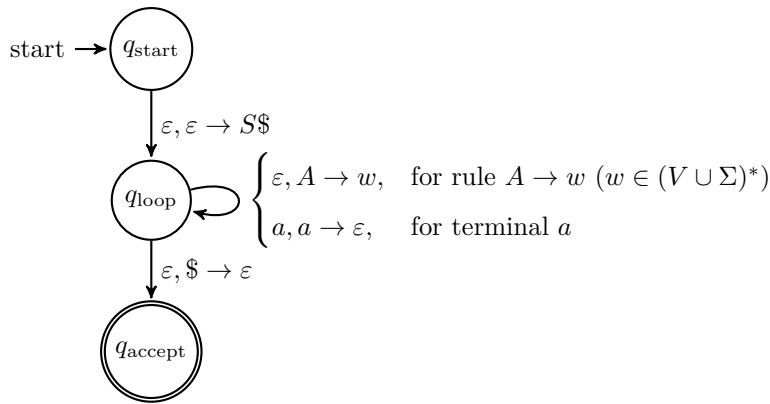 start q_start
ε, ε → S$
q_loop
ε, A → w, for rule A → w (w ∈ (V ∪ Σ)*)
a, a → ε, for terminal a
ε, $ → ε
q_accept